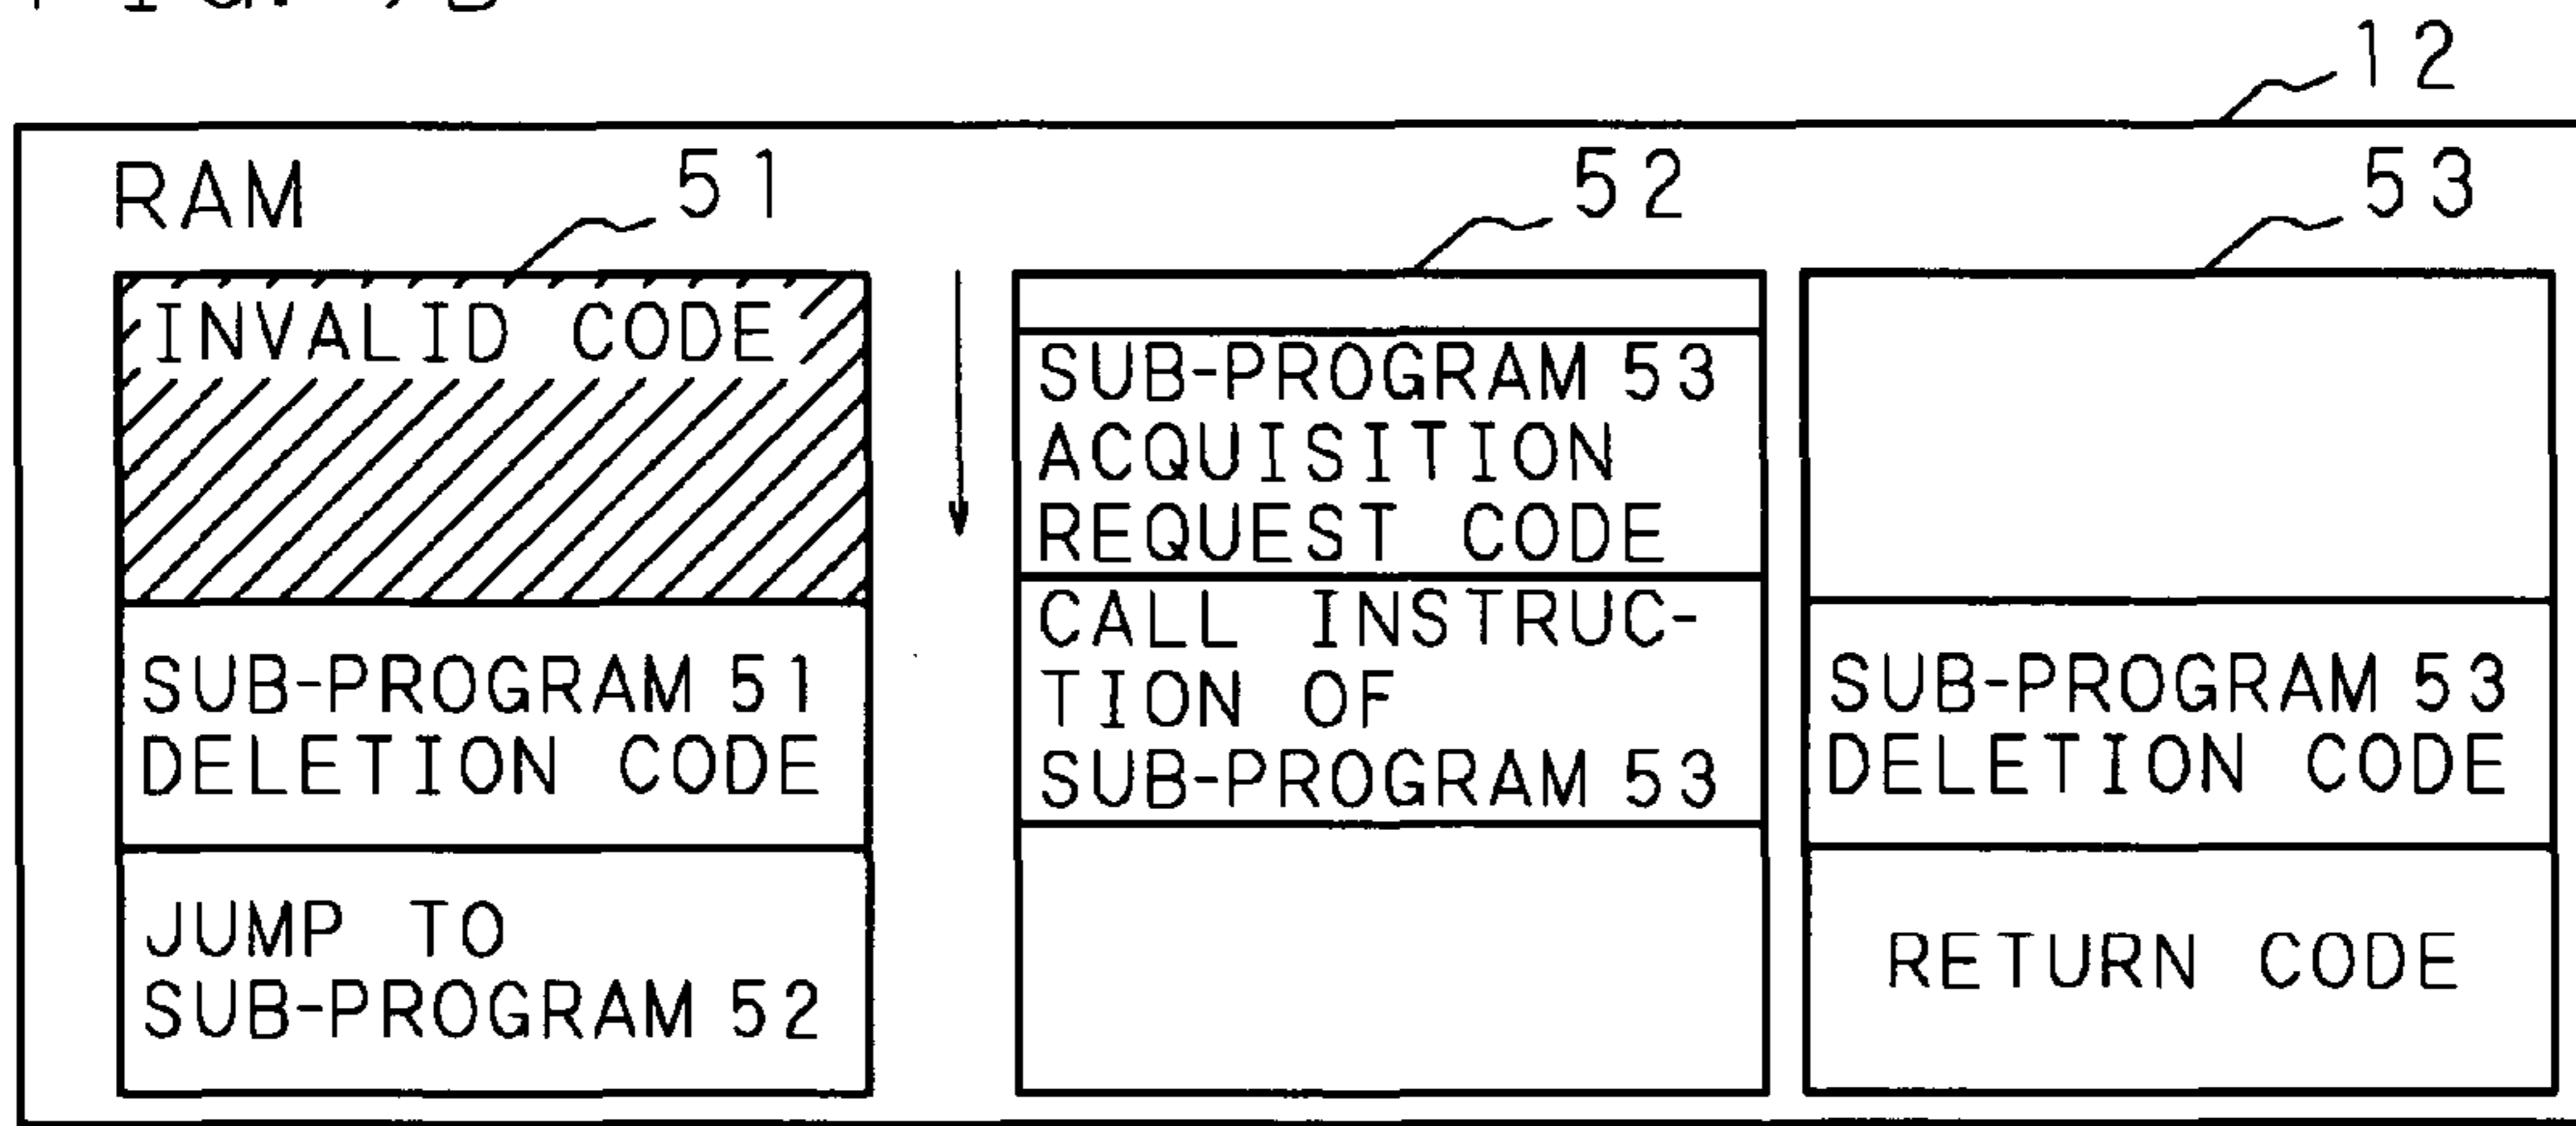 12
RAM
51
52
53
INVALID CODE
SUB-PROGRAM 51
DELETION CODE
JUMP TO
SUB-PROGRAM 52
SUB-PROGRAM 53
ACQUISITION
REQUEST CODE
CALL INSTRUC-
TION OF
SUB-PROGRAM 53
SUB-PROGRAM 53
DELETION CODE
RETURN CODE